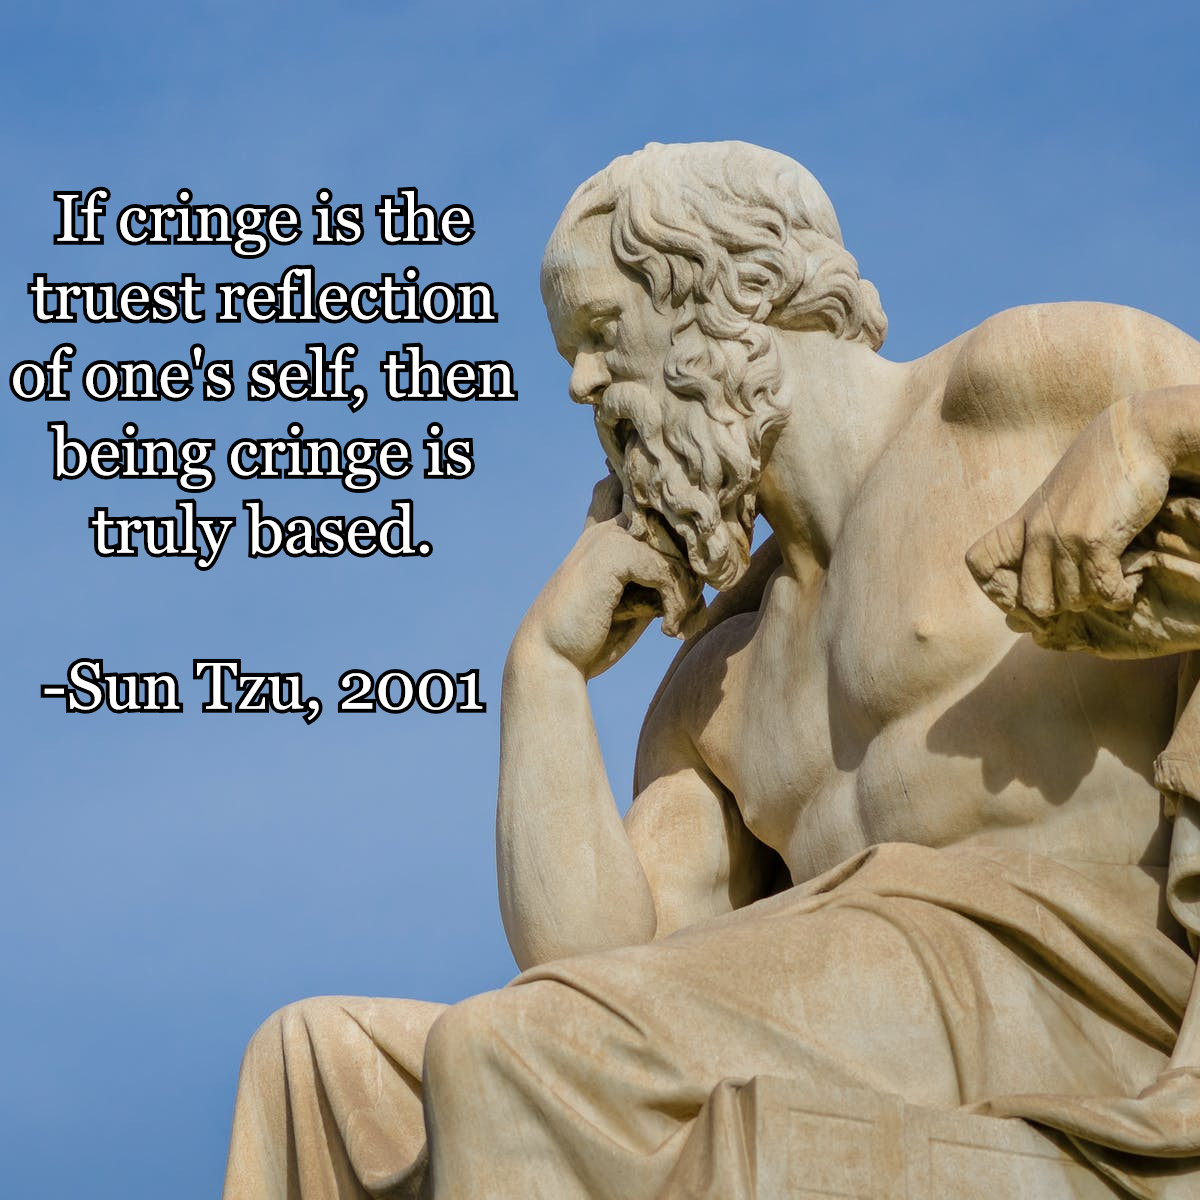 If cringe is the
truest reflection
of one's self, then
being cringe is
truly based.
-Sun Tzu, 2001